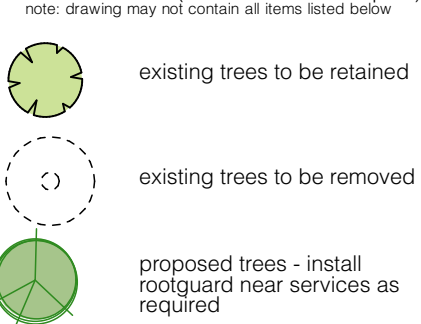 note: drawing may not contain all items listed below
existing trees to be retained
existing trees to be removed
proposed trees - install
rootguard near services as
required